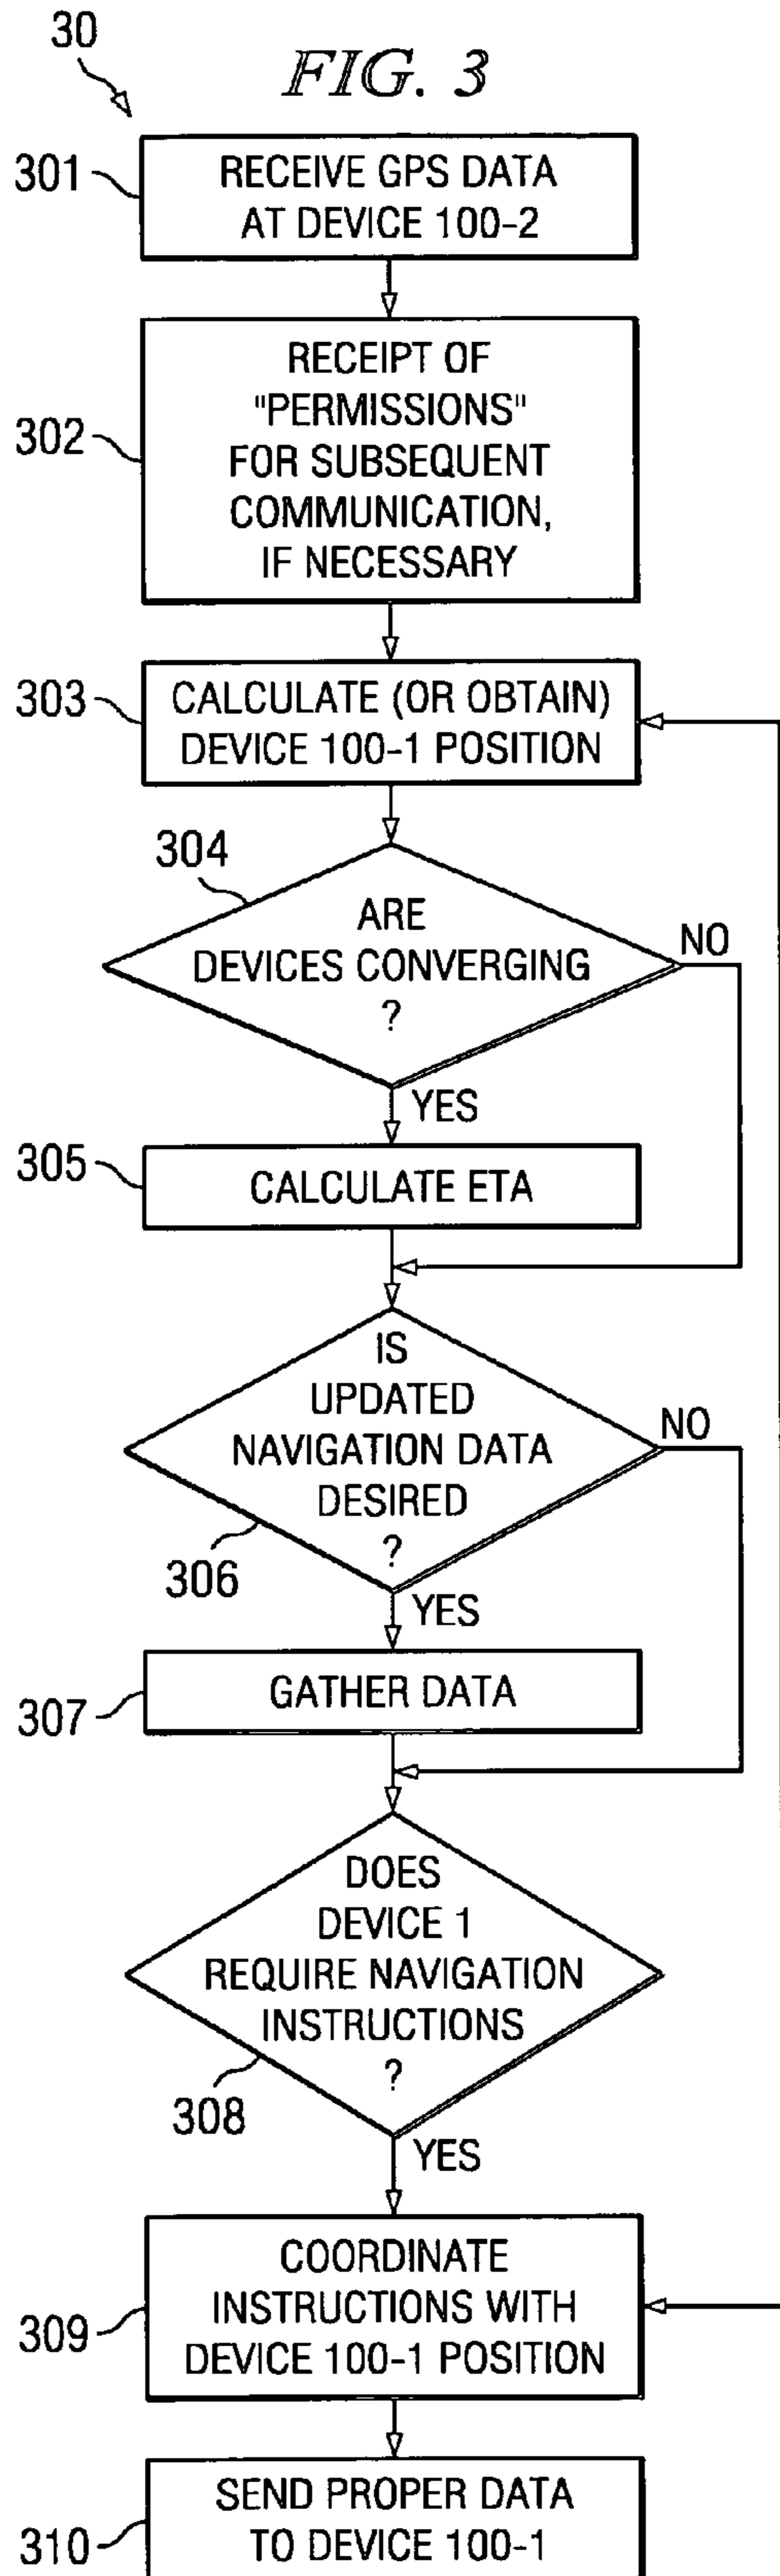 30
FIG. 3
301
RECEIVE GPS DATA
AT DEVICE 100-2
302
RECEIPT OF
"PERMISSIONS"
FOR SUBSEQUENT
COMMUNICATION,
IF NECESSARY
303
CALCULATE (OR OBTAIN)
DEVICE 100-1 POSITION
304
ARE
DEVICES CONVERGING
?
NO
YES
305
CALCULATE ETA
IS
UPDATED
NAVIGATION DATA
DESIRED
?
NO
306
YES
307
GATHER DATA
DOES
DEVICE 1
REQUIRE NAVIGATION
INSTRUCTIONS
?
308
YES
309
COORDINATE
INSTRUCTIONS WITH
DEVICE 100-1 POSITION
310
SEND PROPER DATA
TO DEVICE 100-1